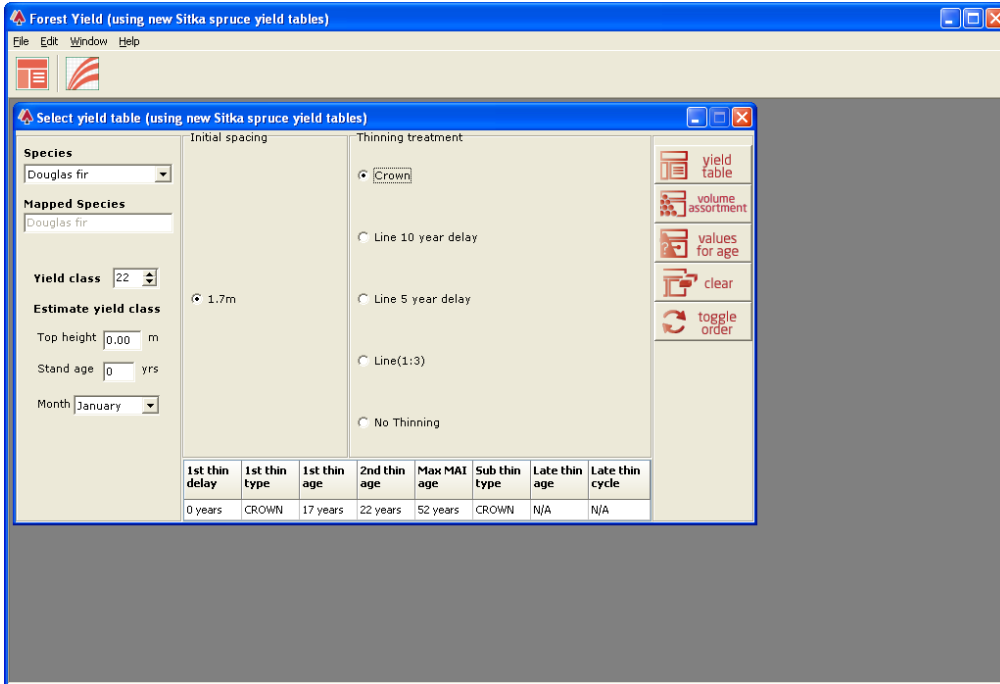 Forest Yield (using new Sitka spruce yield tables)
File Edit Window Help
Select yield table (using new Sitka spruce yield tables)
Species
Douglas fir
Mapped Species
Douglas fir
Yield class 22
Estimate yield class
Top height 0.00 m
Stand age 0 yrs
Month January
Initial spacing
1.7m
Thinning treatment
Crown
Line 10 year delay
Line 5 year delay
Line(1:3)
No Thinning
yield
table
volume
assortment
values
for age
clear
toggle
order
1st thin 1st thin 1st thin 2nd thin Max MAI Sub thin Late thin Late thin
delay type age age age type age cycle
0 years CROWN 17 years 22 years 52 years CROWN N/A N/A